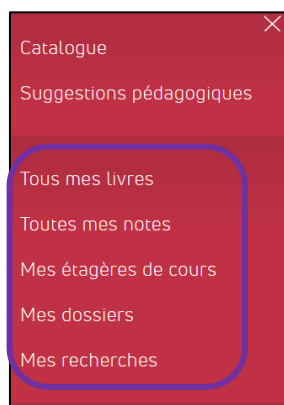 Catalogue
Suggestions pédagogiques
Tous mes livres
Toutes mes notes
Mes étagères de cours
Mes dossiers
Mes recherches